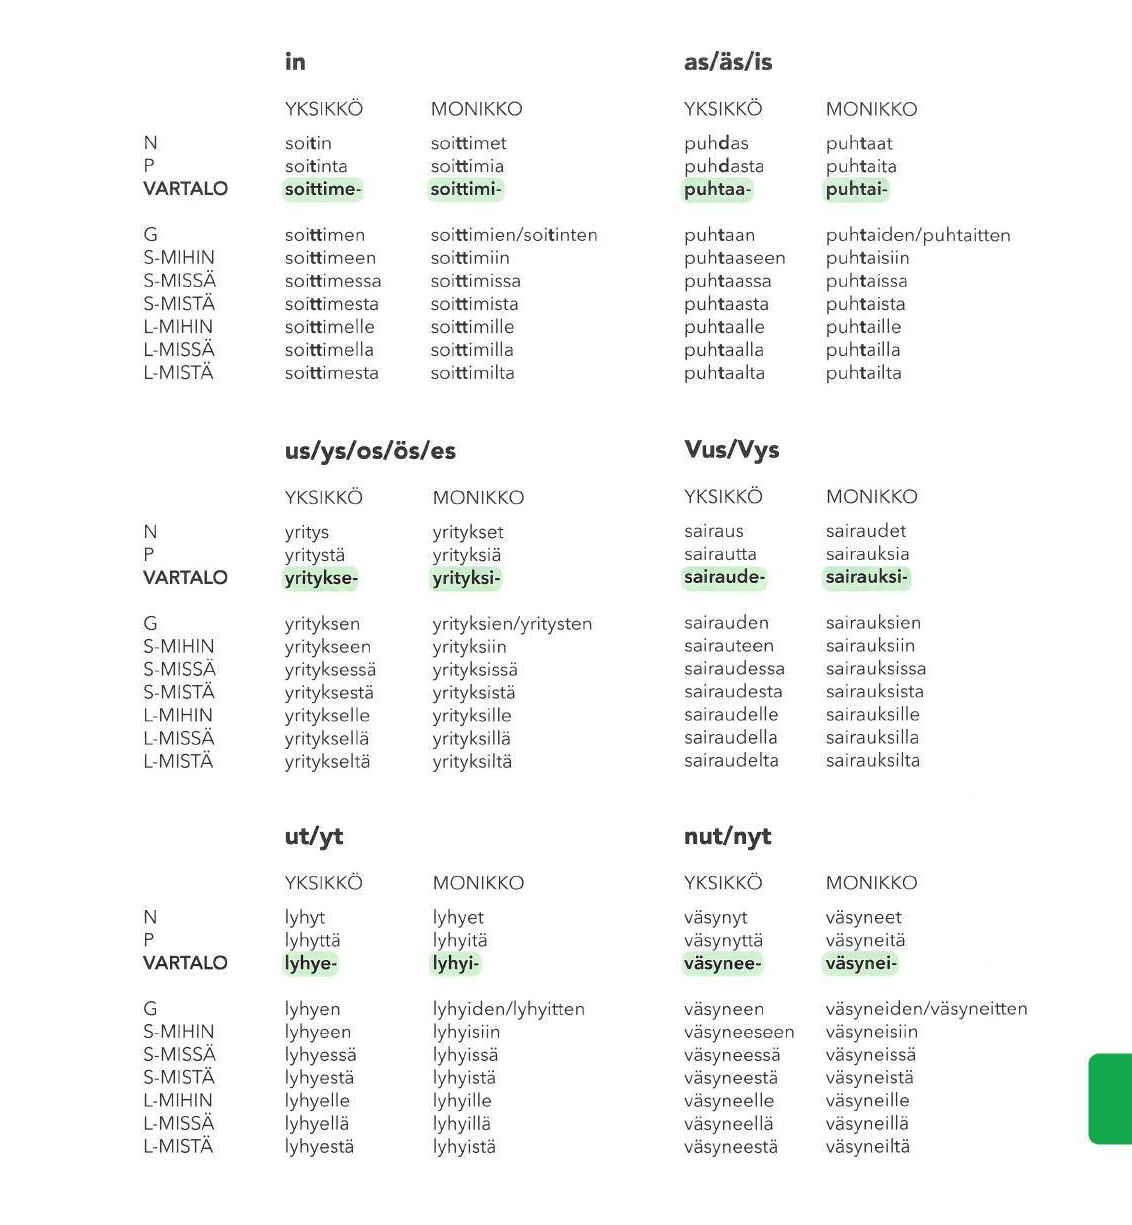 in as/äs/is
YKSIKKÖ MONIKKO YKSIKKÖ MONIKKO
N soitin soittimet puhdas puhtaat
P soitinta soittimia puhdasta puhtaita
VARTALO soittime- soittimi- puhtaa- puhtai-
G soittimen soittimien/soitinten puhtaan puhtaiden/puhtaitten
S-MIHIN soittimeen soittimiin puhtaaseen puhtaisiin
S-MISSÄ soittimessa soittimissa puhtaassa puhtaissa
S-MISTÄ soittimesta soittimista puhtaasta puhtaista
L-MIHIN soittimelle soittimille puhtaalle puhtaille
L-MISSÄ soittimella soittimilla puhtaalla puhtailla
L-MISTÄ soittimesta soittimilta puhtaalta puhtailta
us/ys/os/ös/es Vus/Vys
YKSIKKÖ MONIKKO YKSIKKÖ MONIKKO
N yritys yritykset sairaus sairaudet
P yritystä yrityksiä sairautta sairauksia
VARTALO yritykse- yrityksi- sairaude- sairauksi-
G yrityksen yrityksien/yritysten sairauden sairauksien
S-MIHIN yritykseen yrityksiin sairauteen sairauksiin
S-MISSÄ yrityksessä yrityksissä sairaudessa sairauksissa
S-MISTÄ yrityksestä yrityksistä sairaudesta sairauksista
L-MIHIN yritykselle yrityksille sairaudelle sairauksille
L-MISSÄ yrityksellä yrityksillä sairaudella sairauksilla
L-MISTÄ yritykseltä yrityksiltä sairaudelta sairauksilta
ut/yt nut/nyt
YKSIKKÖ MONIKKO YKSIKKÖ MONIKKO
N lyhyt lyhyet väsynyt väsyneet
P lyhyttä lyhyitä väsynyttä väsyneitä
VARTALO lyhye- lyhyi- väsynee- väsynei-
G lyhyen lyhyiden/lyhyitten väsyneen väsyneiden/väsyneitten
S-MIHIN lyhyeen lyhyisiin väsyneeseen väsyneisiin
S-MISSÄ lyhyessä lyhyissä väsyneessä väsyneissä
S-MISTÄ lyhyestä lyhyistä väsyneestä väsyneistä
L-MIHIN lyhyelle lyhyille väsyneelle väsyneille
L-MISSÄ lyhyellä lyhyillä väsyneellä väsyneillä
L-MISTÄ lyhyestä lyhyistä väsyneestä väsyneiltä